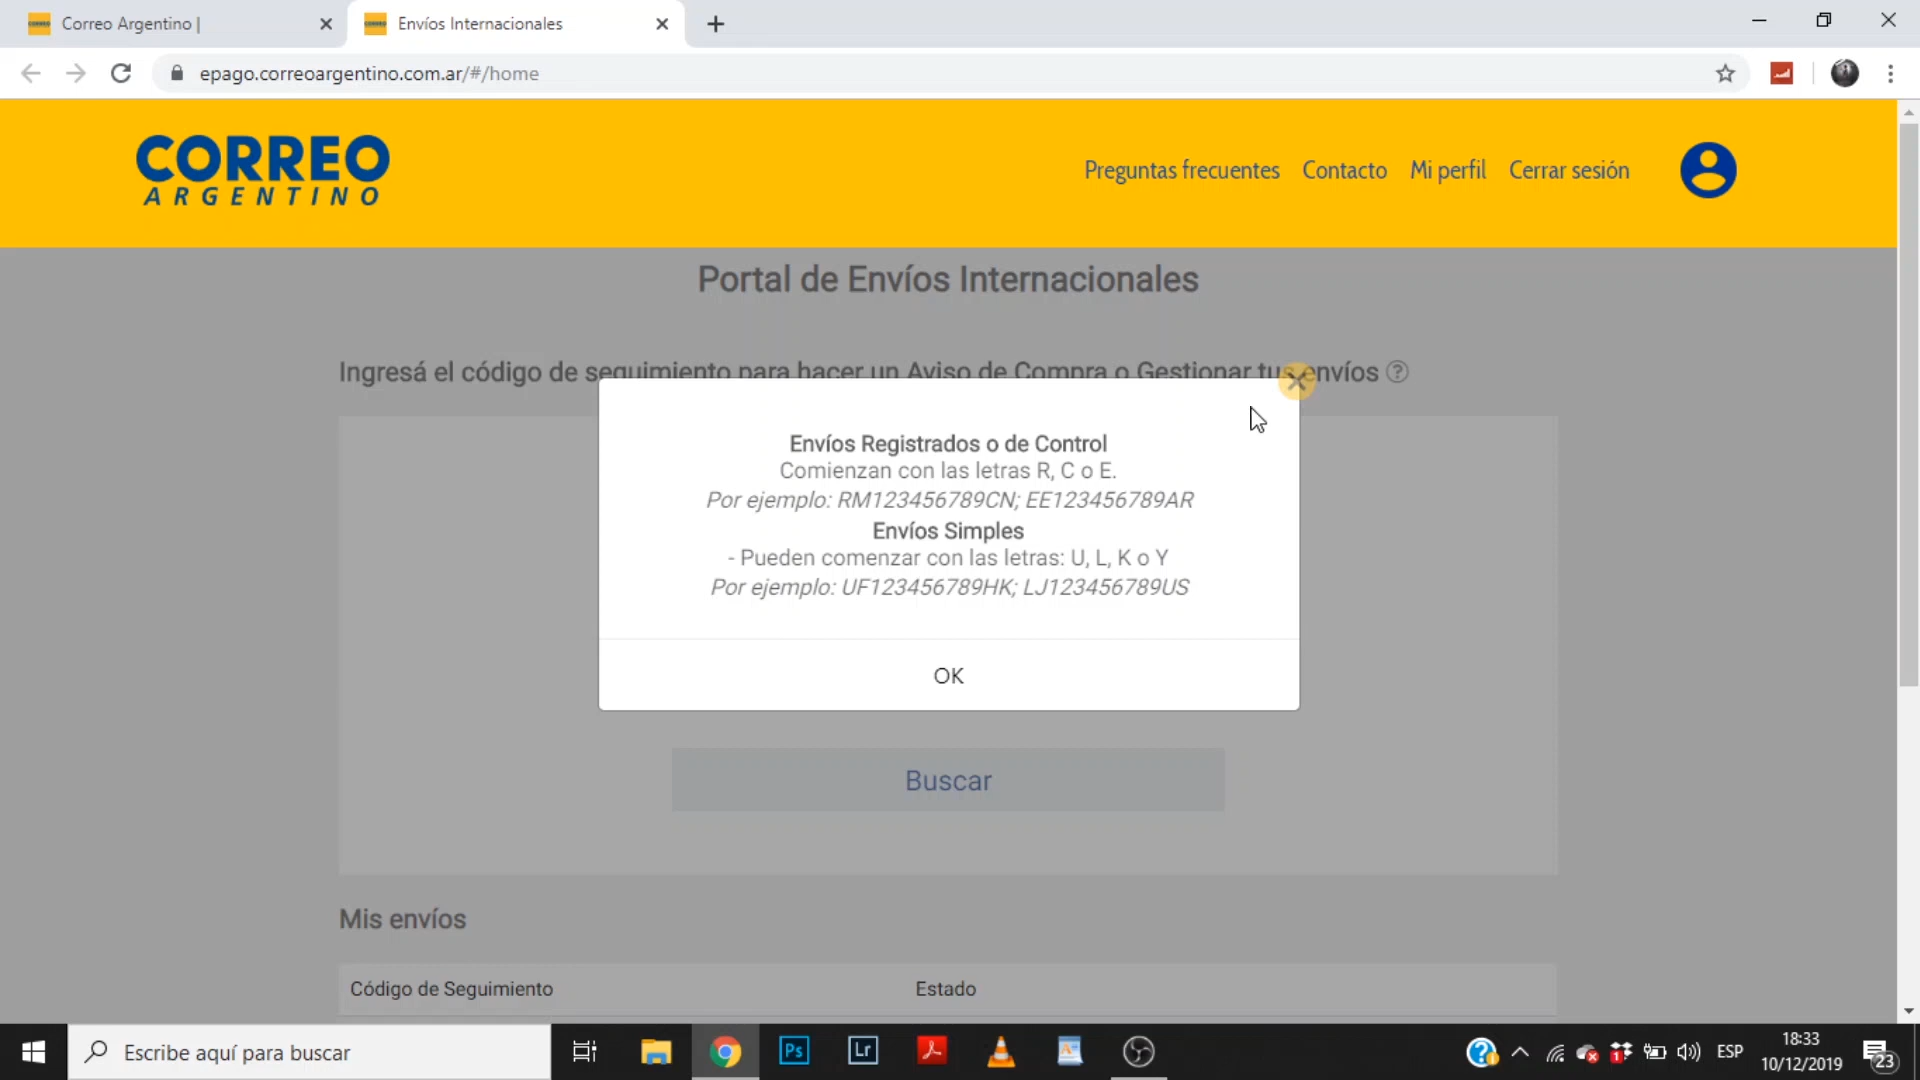 Correo Argentino |
Envíos Internacionales
epago.correoargentino.com.ar/#/home
CORREO
ARGENTINO
Preguntas frecuentes
Contacto
Mi perfil
Cerrar sesión
Portal de Envíos Internacionales
Ingresá el código de seguimiento para hacer un Aviso de Compra o Gestionar tus envíos ?
Envíos Registrados o de Control
Comienzan con las letras R, C o E.
Por ejemplo: RM123456789CN; EE123456789AR
Envíos Simples
- Pueden comenzar con las letras: U, L, K o Y
Por ejemplo: UF123456789HK; LJ123456789US
OK
Buscar
Mis envíos
Código de Seguimiento
Estado
Escribe aquí para buscar
Ps
Lr
ESP
18:33
10/12/2019
23